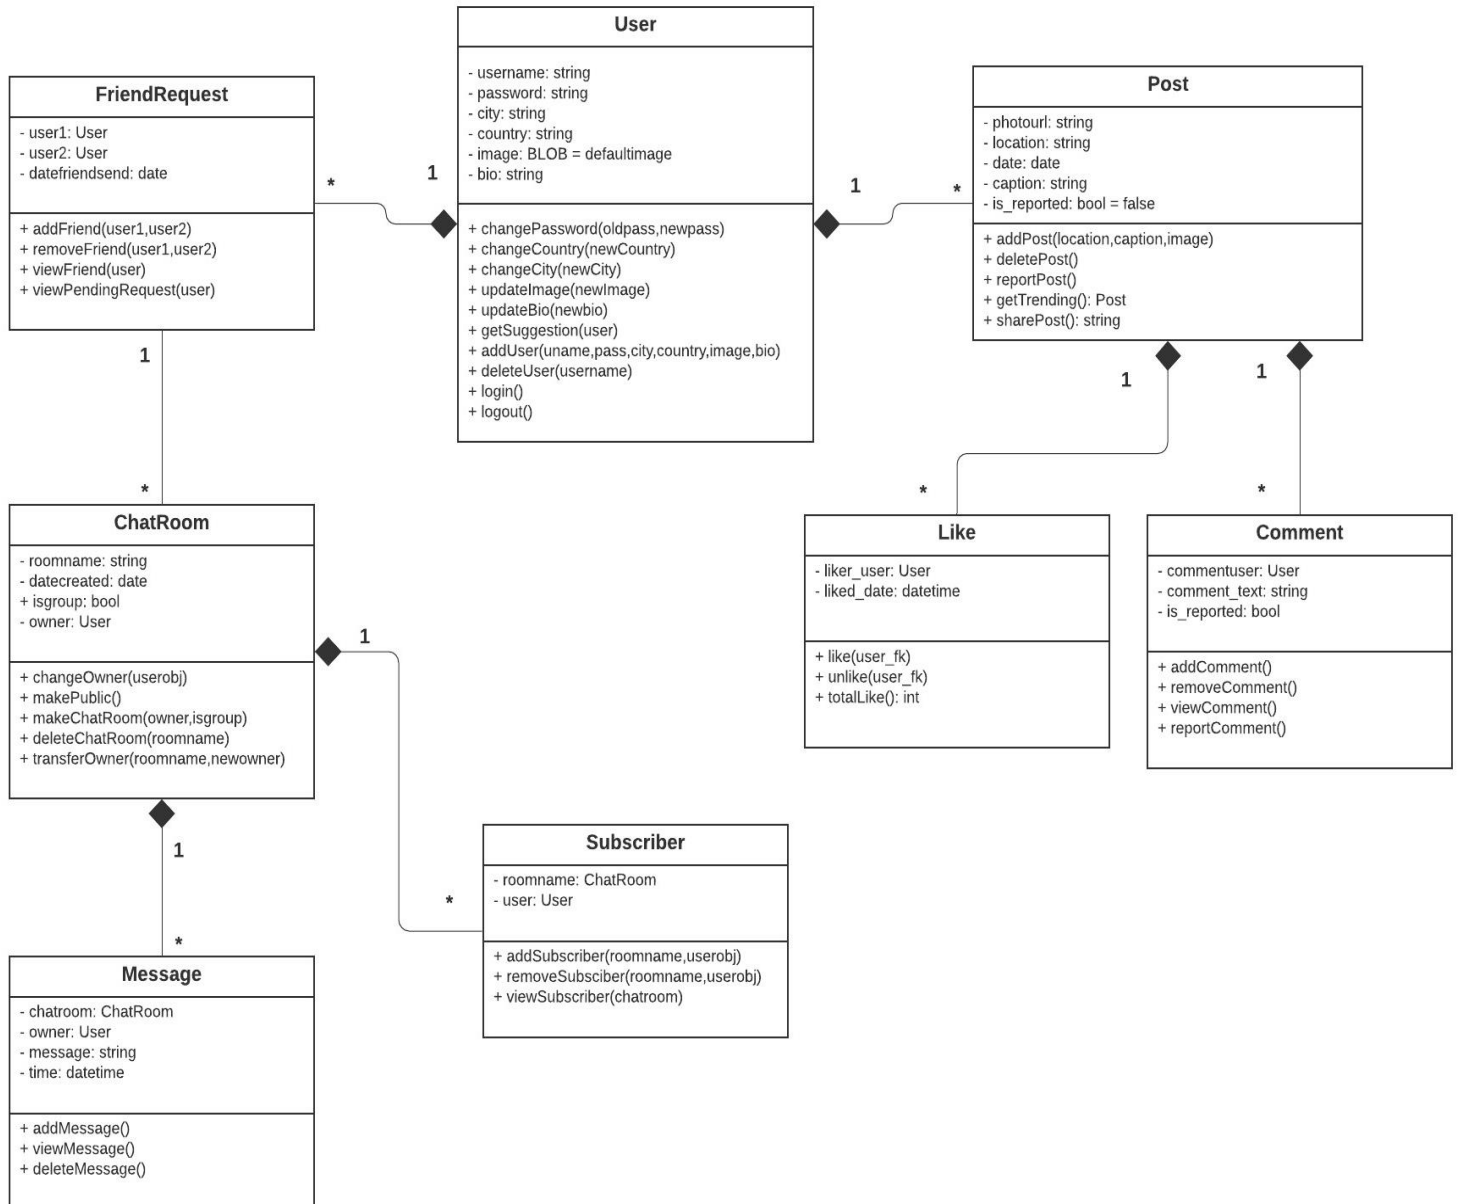 User
- username: string
- password: string
- city: string
- country: string
- image: BLOB = defaultimage
- bio: string
+ changePassword(oldpass,newpass)
+ changeCountry(newCountry)
+ changeCity(newCity)
+ updateImage(newImage)
+ updateBio(newbio)
+ getSuggestion(user)
+ addUser(uname,pass,city,country,image,bio)
+ deleteUser(username)
+ login()
+ logout()
FriendRequest
- user1: User
- user2: User
- datefriendsend: date
+ addFriend(user1,user2)
+ removeFriend(user1,user2)
+ viewFriend(user)
+ viewPendingRequest(user)
*
1
1
*
Post
- photourl: string
- location: string
- date: date
- caption: string
- is_reported: bool = false
+ addPost(location,caption,image)
+ deletePost()
+ reportPost()
+ getTrending(): Post
+ sharePost(): string
1
*
1
*
1
*
ChatRoom
- roomname: string
- datecreated: date
+ isgroup: bool
- owner: User
+ changeOwner(userobj)
+ makePublic()
+ makeChatRoom(owner,isgroup)
+ deleteChatRoom(roomname)
+ transferOwner(roomname,newowner)
1
*
Like
- liker_user: User
- liked_date: datetime
+ like(user_fk)
+ unlike(user_fk)
+ totalLike(): int
Comment
- commentuser: User
- comment_text: string
- is_reported: bool
+ addComment()
+ removeComment()
+ viewComment()
+ reportComment()
Subscriber
- roomname: ChatRoom
- user: User
+ addSubscriber(roomname,userobj)
+ removeSubsciber(roomname,userobj)
+ viewSubscriber(chatroom)
1
*
Message
- chatroom: ChatRoom
- owner: User
- message: string
- time: datetime
+ addMessage()
+ viewMessage()
+ deleteMessage()